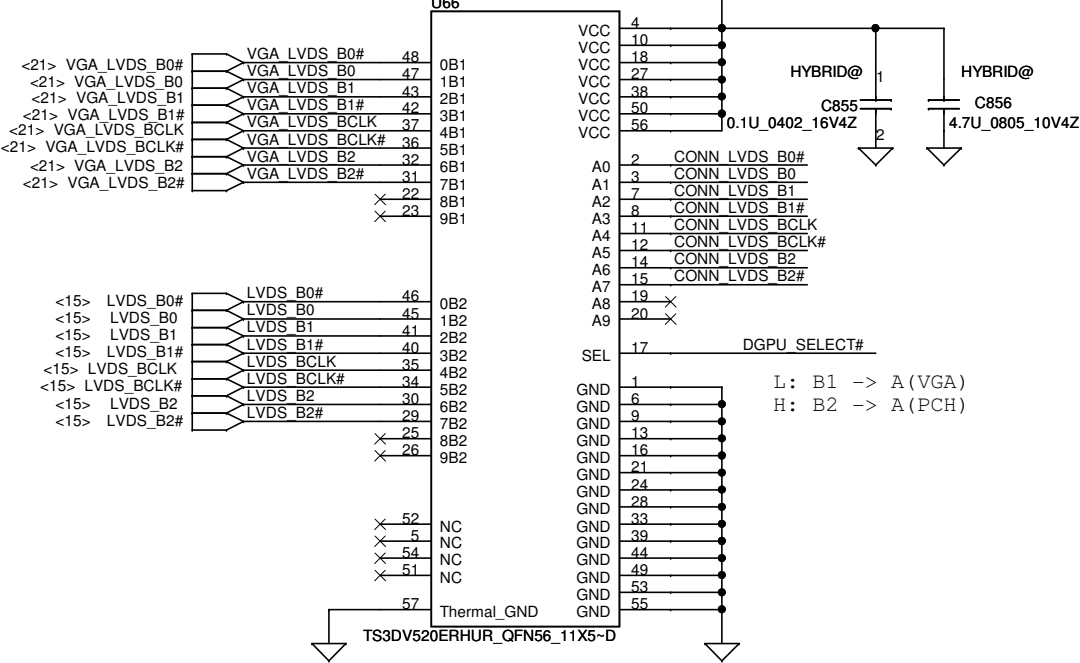 U66
<21> VGA_LVDS_B0# VGA_LVDS_B0# 48 0B1
<21> VGA_LVDS_B0 VGA_LVDS_B0 47 1B1
<21> VGA_LVDS_B1 VGA_LVDS_B1 43 2B1
<21> VGA_LVDS_B1# VGA_LVDS_B1# 42 3B1
<21> VGA_LVDS_BCLK VGA_LVDS_BCLK 37 4B1
<21> VGA_LVDS_BCLK# VGA_LVDS_BCLK# 36 5B1
<21> VGA_LVDS_B2 VGA_LVDS_B2 32 6B1
<21> VGA_LVDS_B2# VGA_LVDS_B2# 31 7B1
22 8B1
23 9B1
<15> LVDS_B0# LVDS_B0# 46 0B2
<15> LVDS_B0 LVDS_B0 45 1B2
<15> LVDS_B1 LVDS_B1 41 2B2
<15> LVDS_B1# LVDS_B1# 40 3B2
<15> LVDS_BCLK LVDS_BCLK 35 4B2
<15> LVDS_BCLK# LVDS_BCLK# 34 5B2
<15> LVDS_B2 LVDS_B2 30 6B2
<15> LVDS_B2# LVDS_B2# 29 7B2
25 8B2
26 9B2
52 NC
5 NC
54 NC
51 NC
57 Thermal_GND
VCC 4
VCC 10
VCC 18
VCC 27
VCC 38
VCC 50
VCC 56
HYBRID@ 1
C855
0.1U_0402_16V4Z
2
HYBRID@
C856
4.7U_0805_10V4Z
A0 2 CONN_LVDS_B0#
A1 3 CONN_LVDS_B0
A2 7 CONN_LVDS_B1
A3 8 CONN_LVDS_B1#
A4 11 CONN_LVDS_BCLK
A5 12 CONN_LVDS_BCLK#
A6 14 CONN_LVDS_B2
A7 15 CONN_LVDS_B2#
A8 19
A9 20
SEL 17 DGPU_SELECT#
L: B1 -> A(VGA)
H: B2 -> A(PCH)
GND 1
GND 6
GND 9
GND 13
GND 16
GND 21
GND 24
GND 28
GND 33
GND 39
GND 44
GND 49
GND 53
GND 55
TS3DV520ERHUR_QFN56_11X5~D